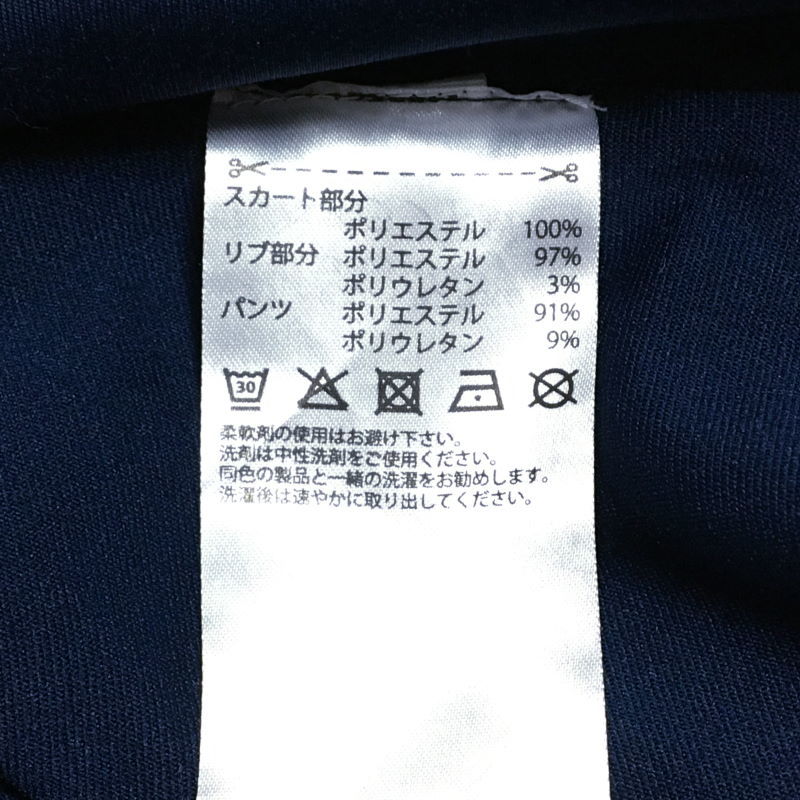 スカート部分
ポリエステル 100%
リブ部分 ポリエステル 97%
ポリウレタン 3%
パンツ ポリエステル 91%
ポリウレタン 9%
30
柔軟剤の使用はお避け下さい。
洗剤は中性洗剤をご使用ください。
同色の製品と一緒の洗濯をお勧めします。
洗濯後は速やかに取り出してください。